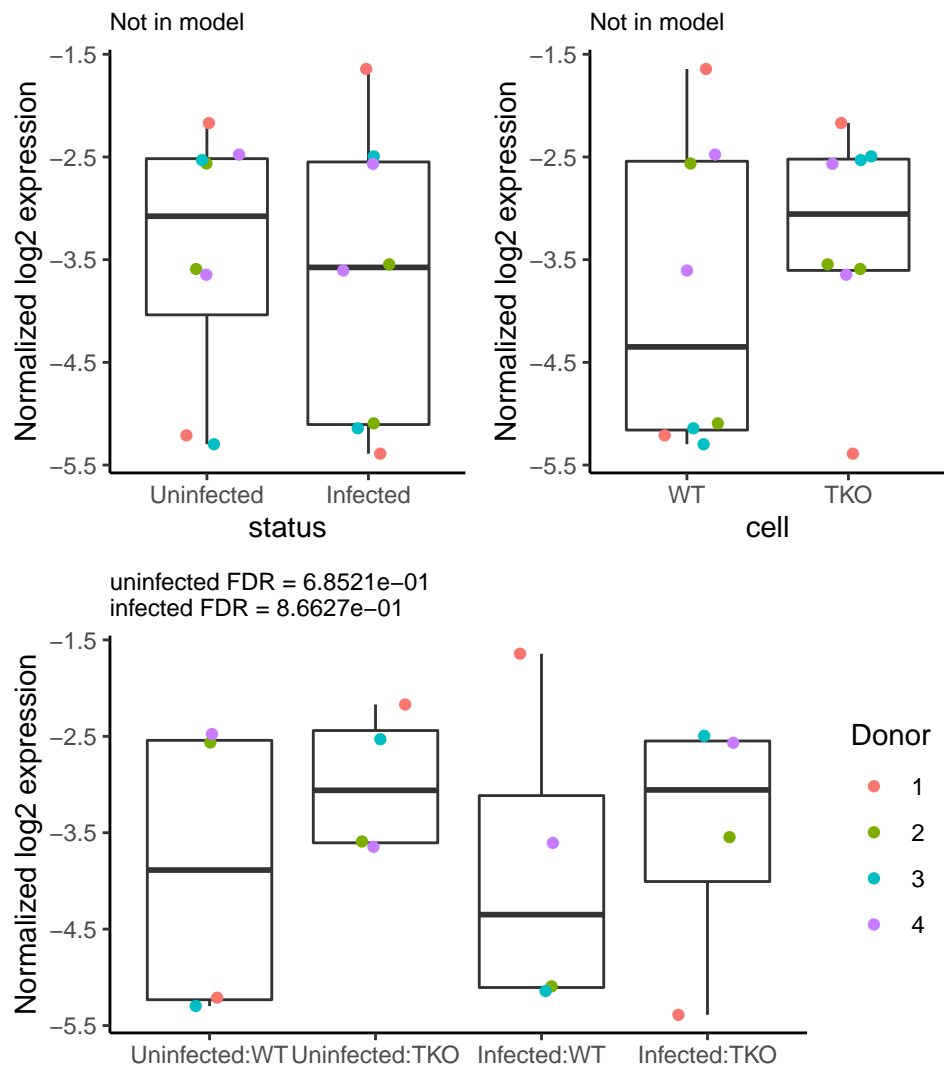 Not in model
Normalized log2 expression
−1.5
−2.5
−3.5
−4.5
−5.5
Uninfected Infected
status
Not in model
Normalized log2 expression
−1.5
−2.5
−3.5
−4.5
−5.5
WT TKO
cell
uninfected FDR = 6.8521e−01
infected FDR = 8.6627e−01
Normalized log2 expression
−1.5
−2.5
−3.5
−4.5
−5.5
Uninfected:WT Uninfected:TKO Infected:WT Infected:TKO
Donor
1
2
3
4